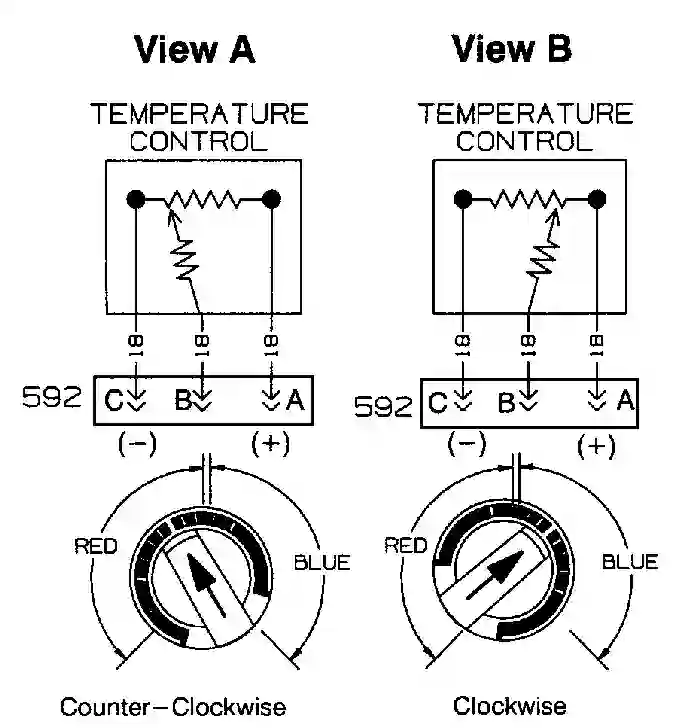 View A
View B
TEMPERATURE
CONTROL
TEMPERATURE
CONTROL
18
18
18
18
18
18
592
C
B
A
592
C
B
A
(-)
(+)
(-)
(+)
RED
BLUE
RED
BLUE
Counter-Clockwise
Clockwise